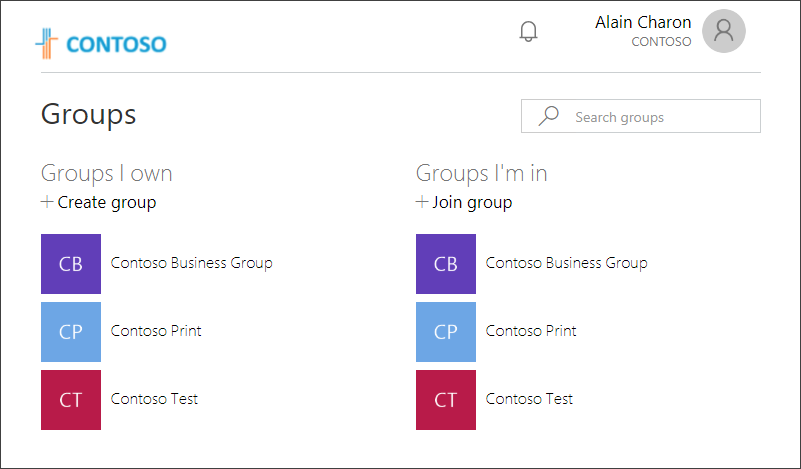 CONTOSO
Alain Charon
CONTOSO
Groups
Search groups
Groups I own
+ Create group
CB Contoso Business Group
CP Contoso Print
CT Contoso Test
Groups I'm in
+ Join group
CB Contoso Business Group
CP Contoso Print
CT Contoso Test